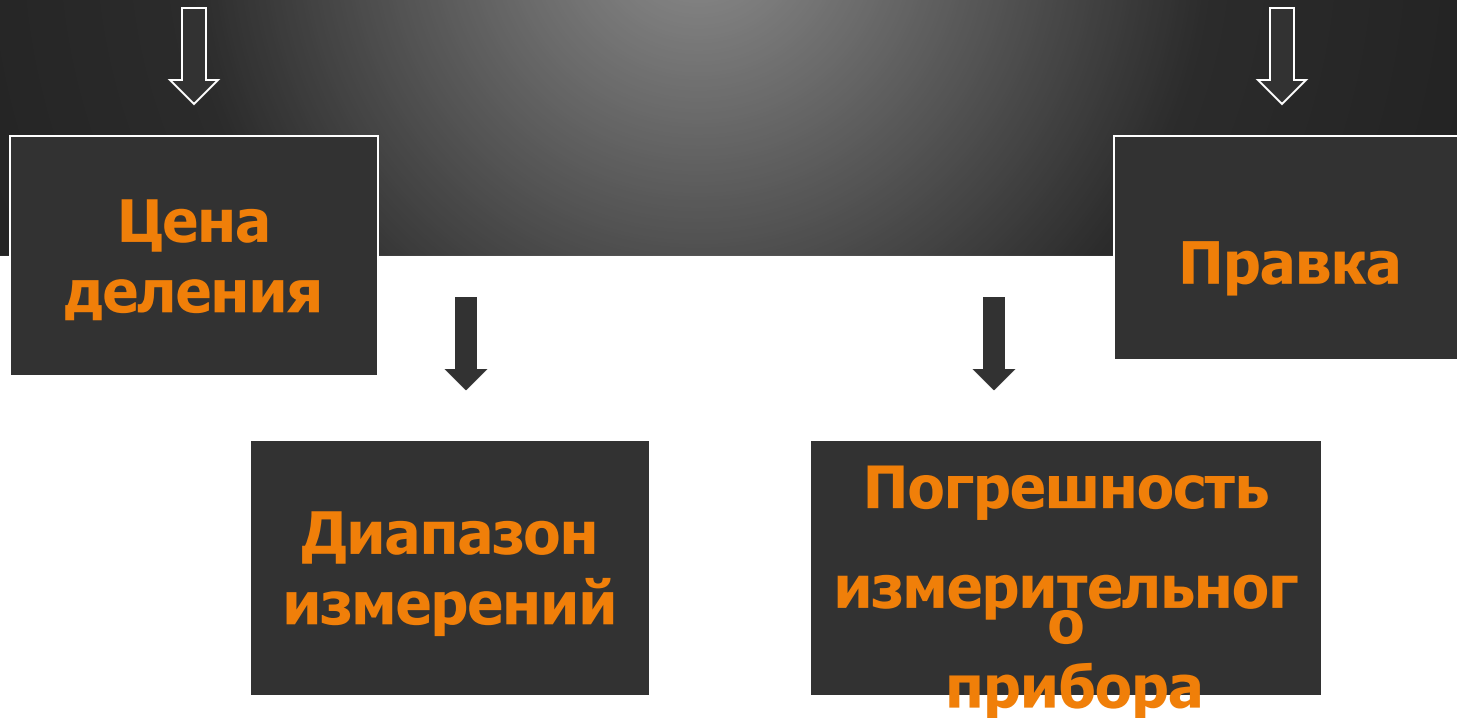 Цена
деления
Правка
Диапазон
измерений
Погрешность
измерительног
о
прибора